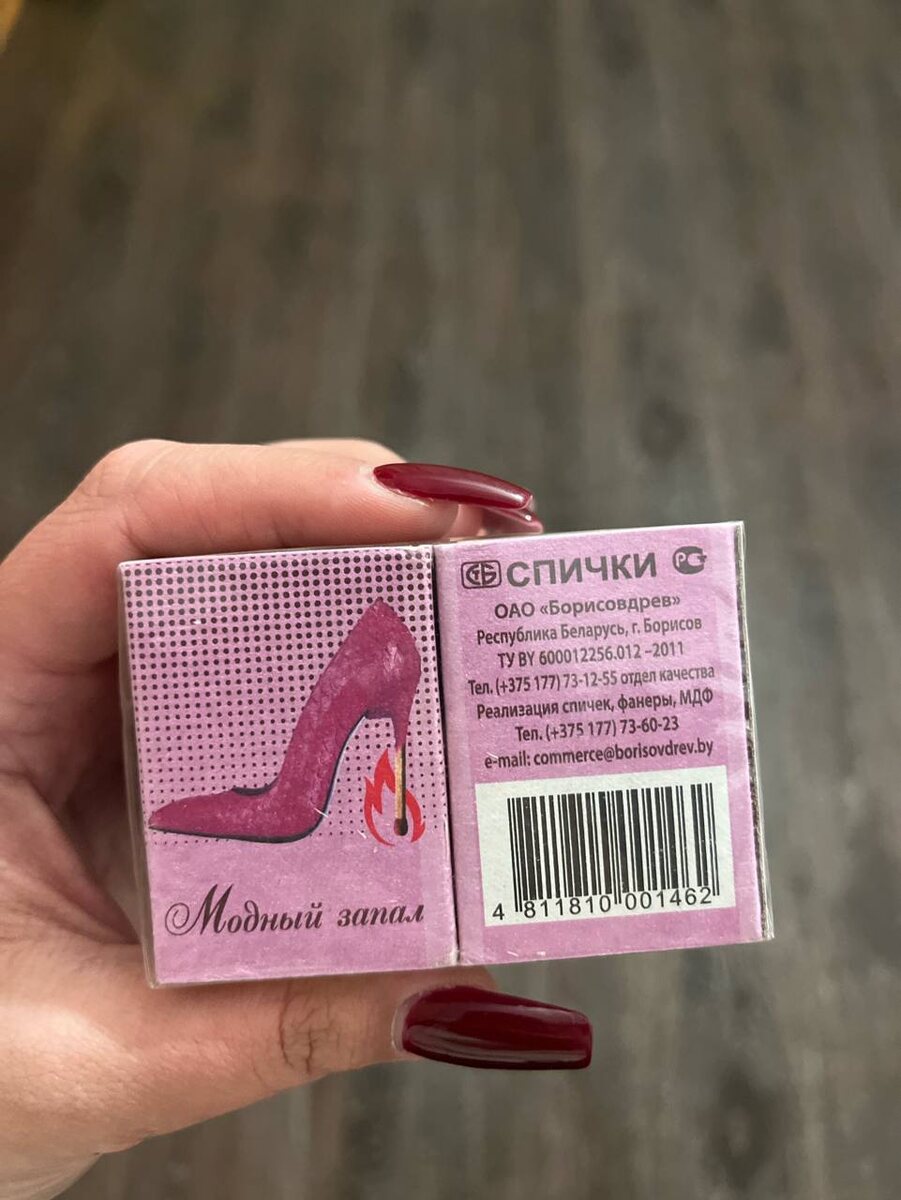 Модный запал
СТБ СПИЧКИ РС
ОАО «Борисовдрев»
Республика Беларусь, г. Борисов
ТУ BY 600012256.012 –2011
Тел. (+375 177) 73-12-55 отдел качества
Реализация спичек, фанеры, МДФ
Тел. (+375 177) 73-60-23
e-mail: commerce@borisovdrev.by
4 811810 001462